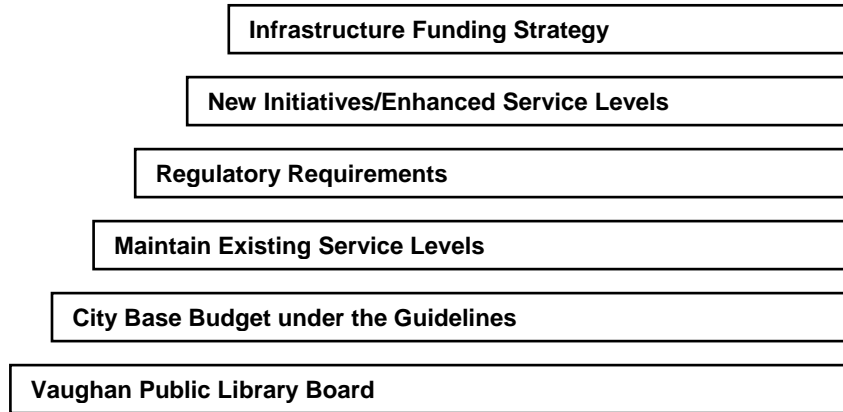 Infrastructure Funding Strategy
New Initiatives/Enhanced Service Levels
Regulatory Requirements
Maintain Existing Service Levels
City Base Budget under the Guidelines
Vaughan Public Library Board